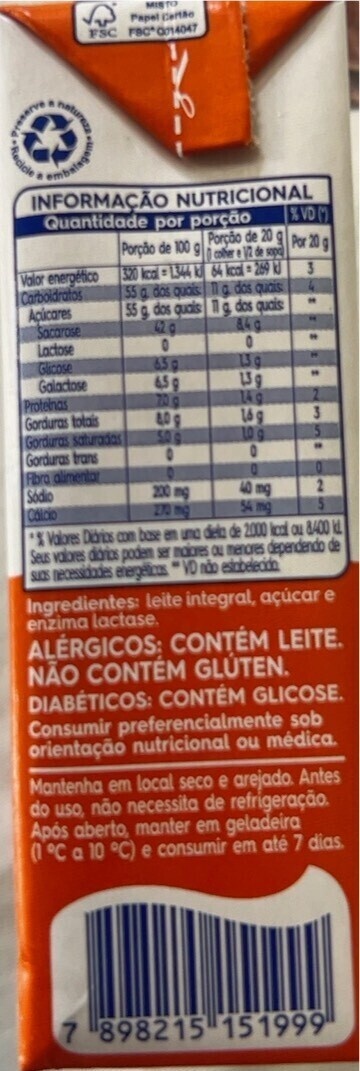 MISTO
Papel Cartão
FSC FSC® C014047
Preserve a natureza
Recicle a embalagem
INFORMAÇÃO NUTRICIONAL
Quantidade por porção % VD (*)
Porção de 100 g Porção de 20 g Por 20 g
(1 colher e 1/2 de sopa)
Valor energético 320 kcal = 1.344 kJ 64 kcal = 269 kJ 3
Carboidratos 55 g, dos quais: 11 g, dos quais: 4
Açúcares 55 g, dos quais: 11 g, dos quais: **
Sacarose 42 g 8,4 g **
Lactose 0 0 **
Glicose 6,5 g 1,3 g **
Galactose 6,5 g 1,3 g **
Proteínas 7,0 g 1,4 g 2
Gorduras totais 8,0 g 1,6 g 3
Gorduras saturadas 5,0 g 1,0 g 5
Gorduras trans 0 0 **
Fibra alimentar 0 0 0
Sódio 200 mg 40 mg 2
Cálcio 270 mg 54 mg 5
*% Valores Diários com base em uma dieta de 2.000 kcal ou 8.400 kJ.
Seus valores diários podem ser maiores ou menores dependendo de
suas necessidades energéticas. ** VD não estabelecido.
Ingredientes: leite integral, açúcar e
enzima lactase.
ALÉRGICOS: CONTÉM LEITE.
NÃO CONTÉM GLÚTEN.
DIABÉTICOS: CONTÉM GLICOSE.
Consumir preferencialmente sob
orientação nutricional ou médica.
Mantenha em local seco e arejado. Antes
do uso, não necessita de refrigeração.
Após aberto, manter em geladeira
(1 °C a 10 °C) e consumir em até 7 dias.
7 898215 151999